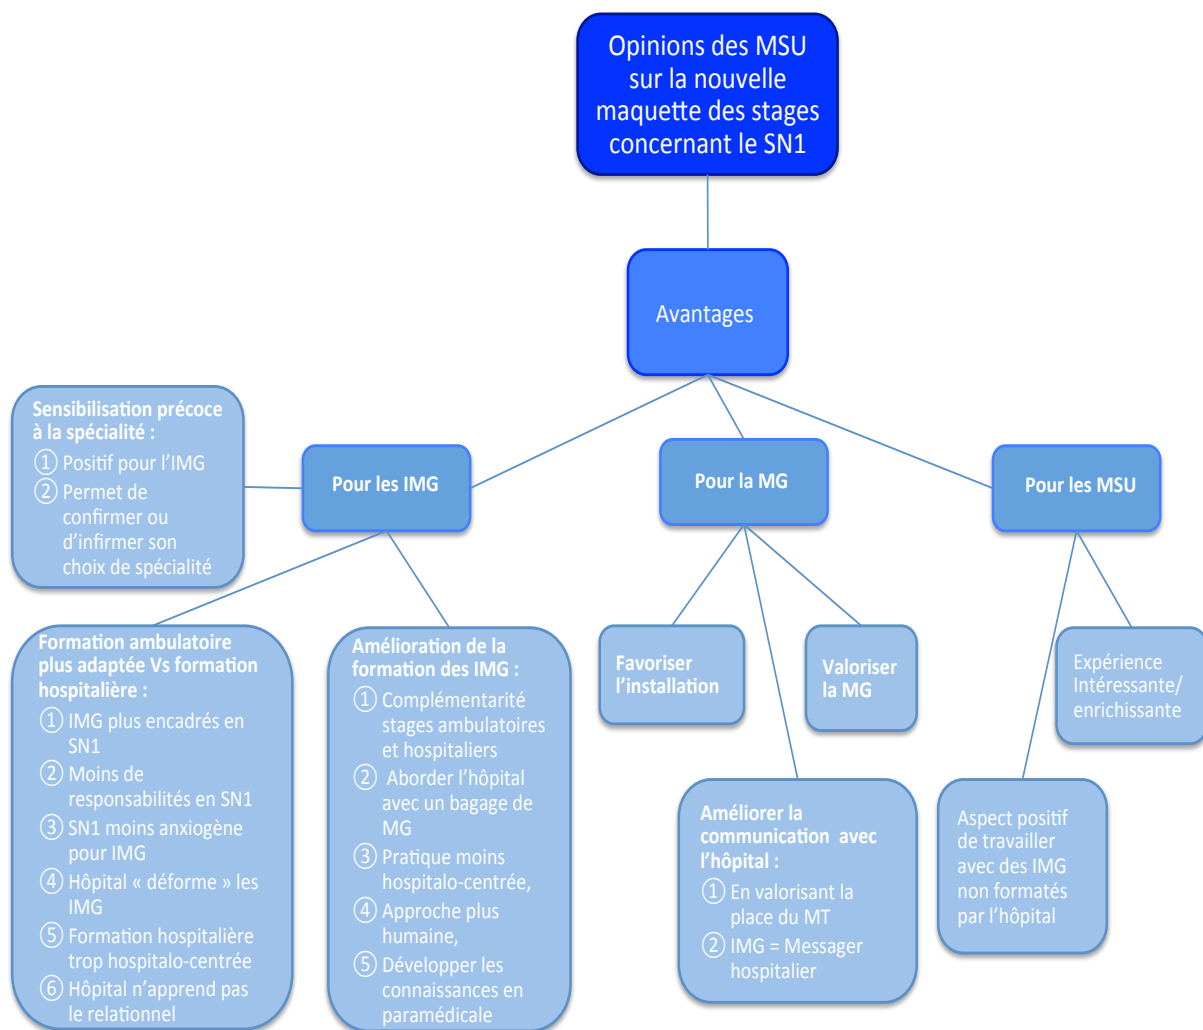 Opinions des MSU
sur la nouvelle
maquette des stages
concernant le SN1
Avantages
Sensibilisation précoce
à la spécialité :
① Positif pour l'IMG
② Permet de
confirmer ou
d'infirmer son
choix de spécialité
Pour les IMG
Pour la MG
Pour les MSU
Formation ambulatoire
plus adaptée Vs formation
hospitalière :
① IMG plus encadrés en
SN1
② Moins de
responsabilités en SN1
③ SN1 moins anxiogène
pour IMG
④ Hôpital « déforme » les
IMG
⑤ Formation hospitalière
trop hospitalo-centrée
⑥ Hôpital n'apprend pas
le relationnel
Amélioration de la
formation des IMG :
① Complémentarité
stages ambulatoires
et hospitaliers
② Aborder l'hôpital
avec un bagage de
MG
③ Pratique moins
hospitalo-centrée,
④ Approche plus
humaine,
⑤ Développer les
connaissances en
paramédicale
Favoriser
l'installation
Valoriser
la MG
Améliorer la
communication avec
l'hôpital :
① En valorisant la
place du MT
② IMG = Messager
hospitalier
Expérience
Intéressante/
enrichissante
Aspect positif
de travailler
avec des IMG
non formatés
par l'hôpital